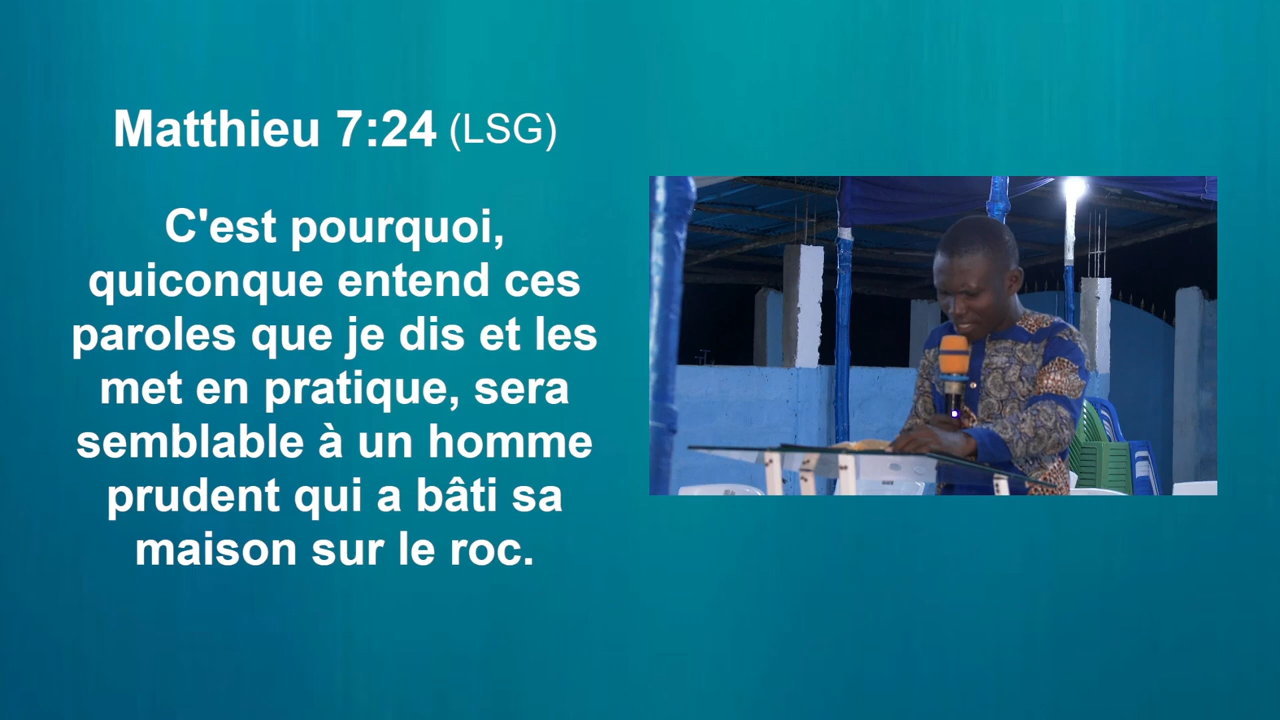 Matthieu 7:24 (LSG)
C'est pourquoi,
quiconque entend ces
paroles que je dis et les
met en pratique, sera
semblable à un homme
prudent qui a bâti sa
maison sur le roc.